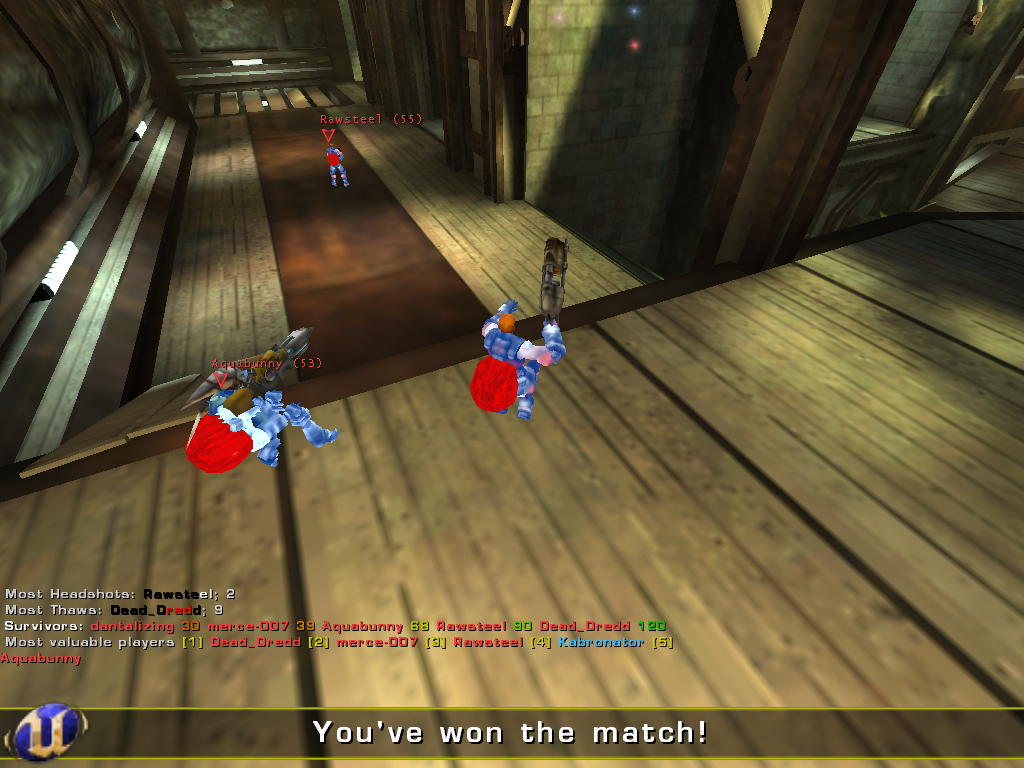 Rawsteel (55)
Aquabunny (53)
Most Headshots: Rawsteel; 2
Most Thaws: Dead_Dredd; 9
Survivors: dantalizing 30 merce-007 39 Aquabunny 68 Rawsteel 90 Dead_Dredd 120
Most valuable players [1] Dead_Dredd [2] merce-007 [3] Rawsteel [4] Kabronator [5]
Aquabunny
You've won the match!